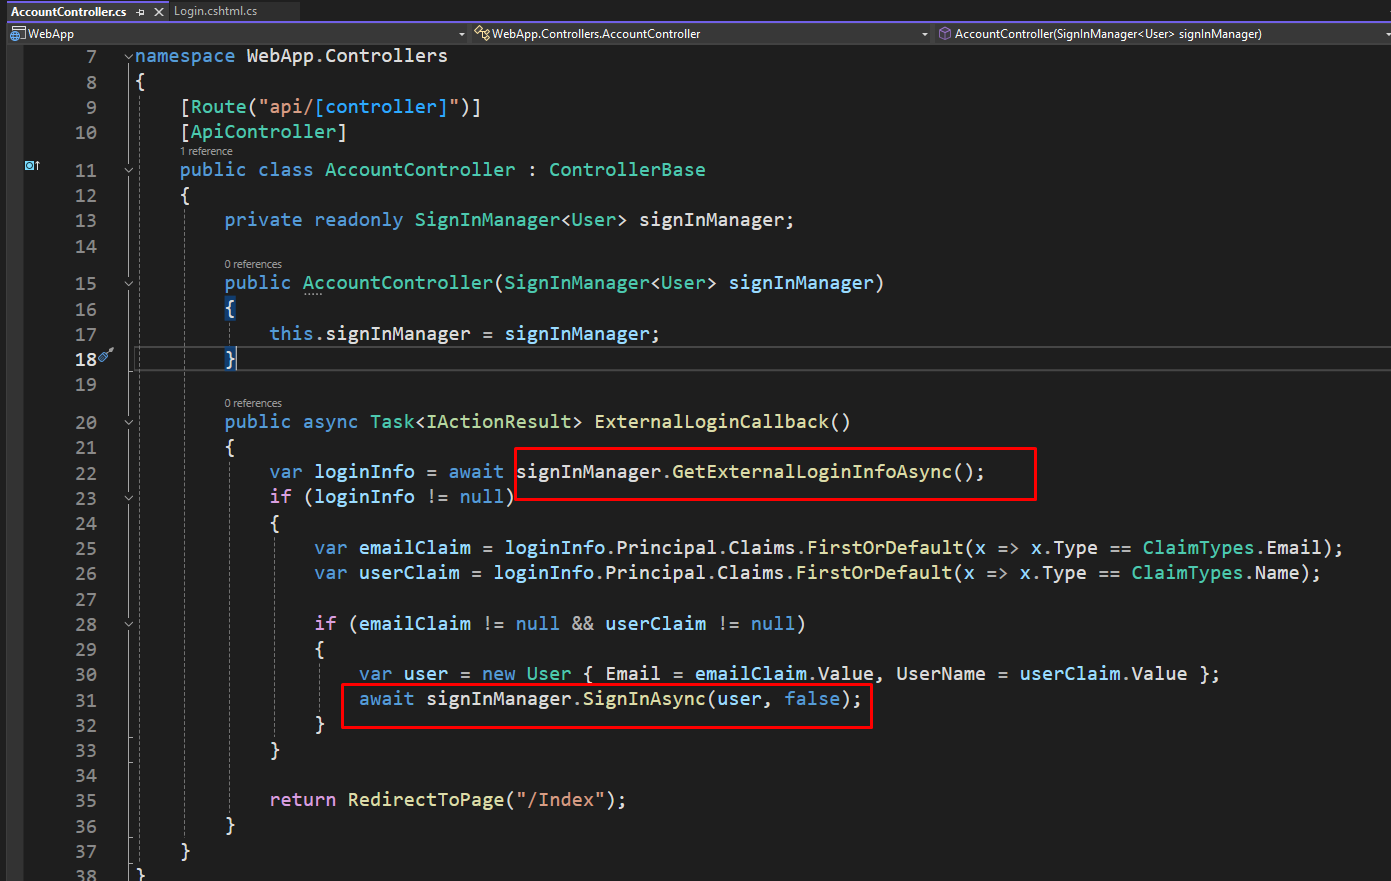 AccountController.cs Login.cshtml.cs
WebApp WebApp.Controllers.AccountController AccountController(SignInManager<User> signInManager)
7 namespace WebApp.Controllers
8 {
9 [Route("api/[controller]")]
10 [ApiController]
1 reference
11 public class AccountController : ControllerBase
12 {
13 private readonly SignInManager<User> signInManager;
14
0 references
15 public AccountController(SignInManager<User> signInManager)
16 {
17 this.signInManager = signInManager;
18 }
19
0 references
20 public async Task<IActionResult> ExternalLoginCallback()
21 {
22 var loginInfo = await signInManager.GetExternalLoginInfoAsync();
23 if (loginInfo != null)
24 {
25 var emailClaim = loginInfo.Principal.Claims.FirstOrDefault(x => x.Type == ClaimTypes.Email);
26 var userClaim = loginInfo.Principal.Claims.FirstOrDefault(x => x.Type == ClaimTypes.Name);
27
28 if (emailClaim != null && userClaim != null)
29 {
30 var user = new User { Email = emailClaim.Value, UserName = userClaim.Value };
31 await signInManager.SignInAsync(user, false);
32 }
33 }
34
35 return RedirectToPage("/Index");
36 }
37 }
38 }